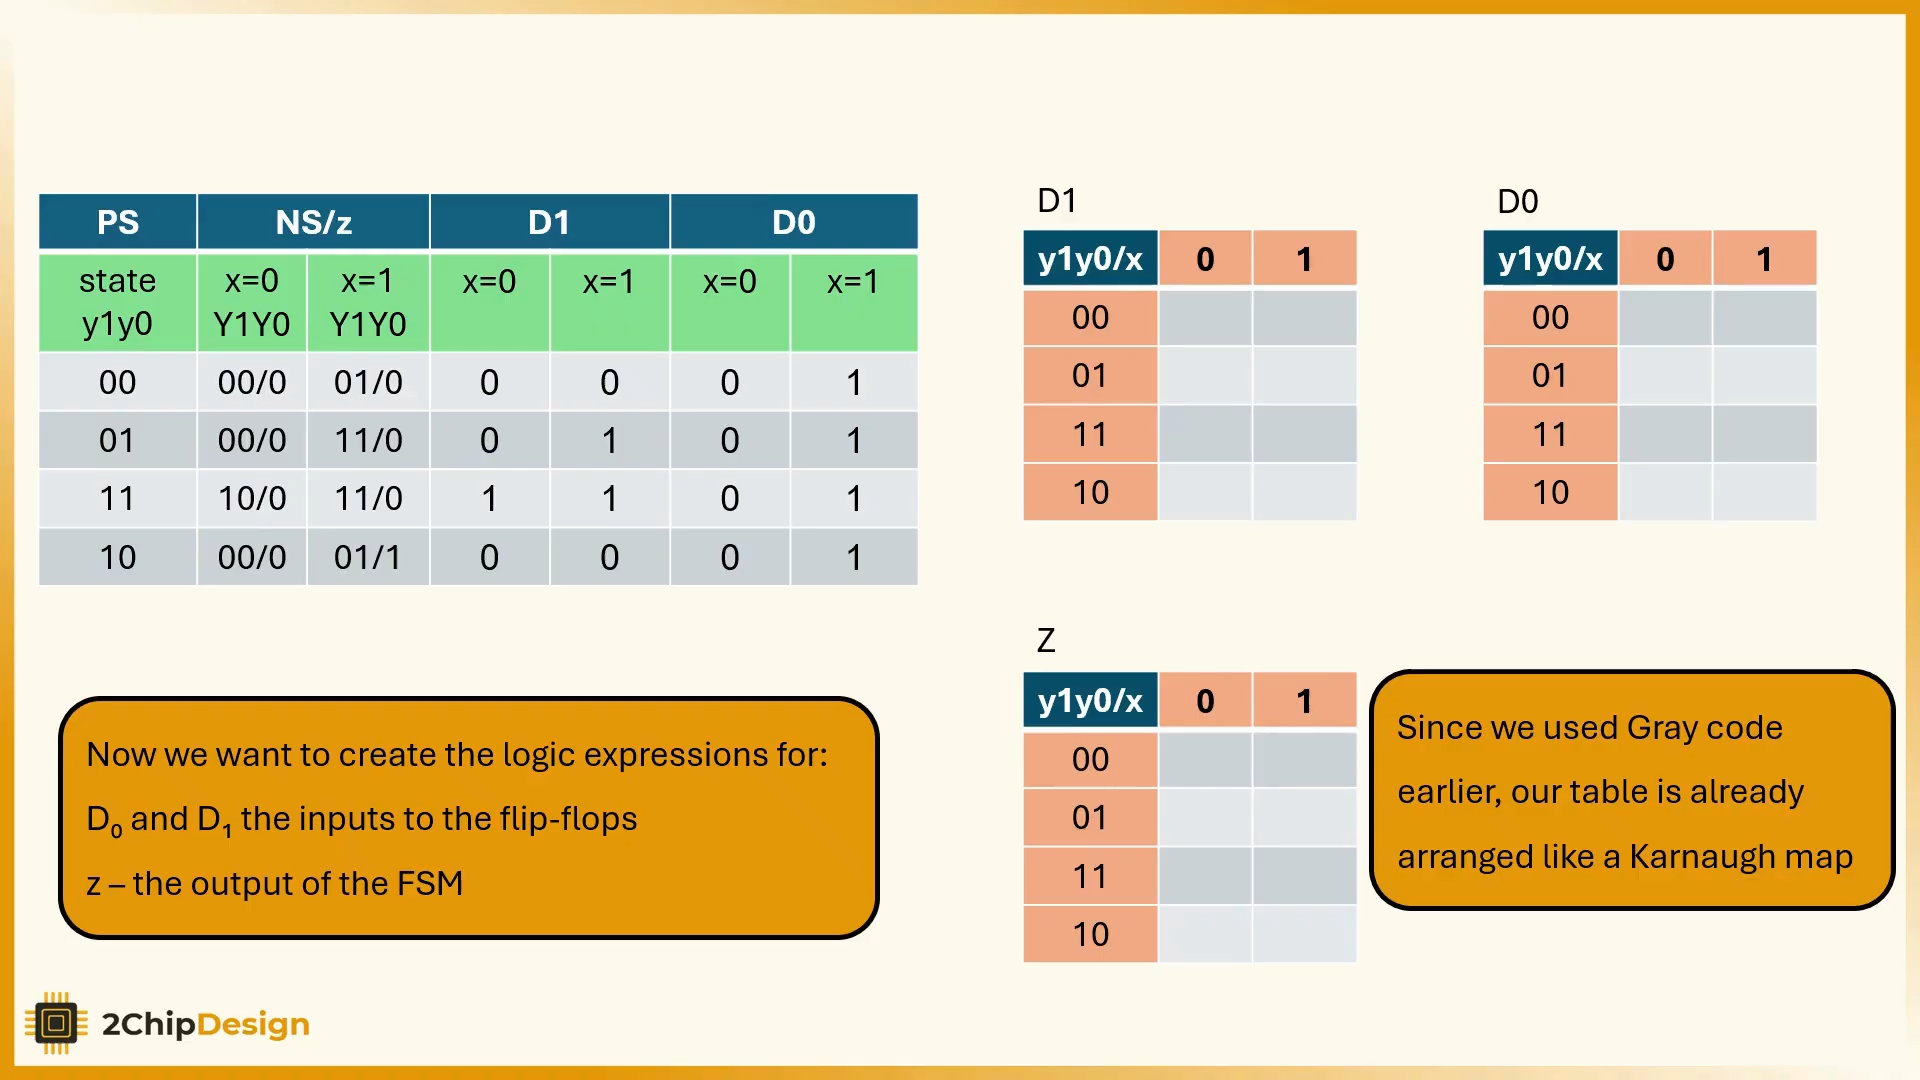 PS NS/z D1 D0
state y1y0 x=0 Y1Y0 x=1 Y1Y0 x=0 x=1 x=0 x=1
00 00/0 01/0 0 0 0 1
01 00/0 11/0 0 1 0 1
11 10/0 11/0 1 1 0 1
10 00/0 01/1 0 0 0 1
D1
y1y0/x 0 1
00
01
11
10
D0
y1y0/x 0 1
00
01
11
10
Now we want to create the logic expressions for:
D₀ and D₁ the inputs to the flip-flops
z – the output of the FSM
Z
y1y0/x 0 1
00
01
11
10
Since we used Gray code
earlier, our table is already
arranged like a Karnaugh map
2ChipDesign